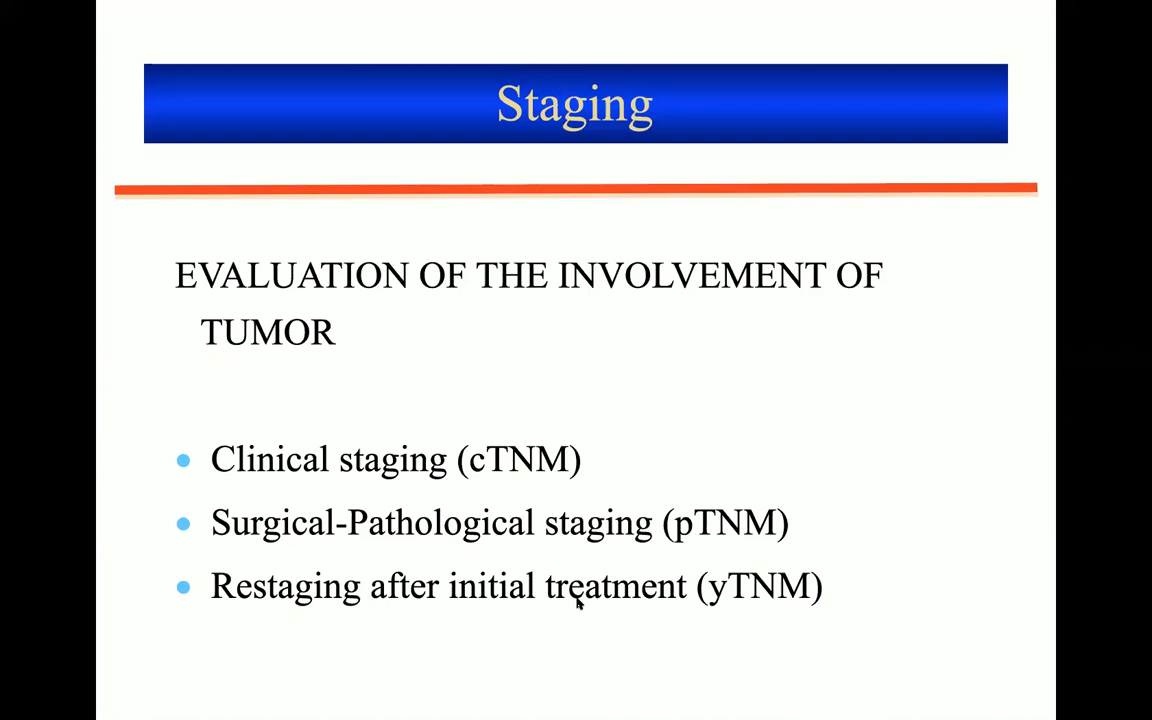 Staging
EVALUATION OF THE INVOLVEMENT OF
TUMOR
• Clinical staging (cTNM)
• Surgical-Pathological staging (pTNM)
• Restaging after initial treatment (yTNM)